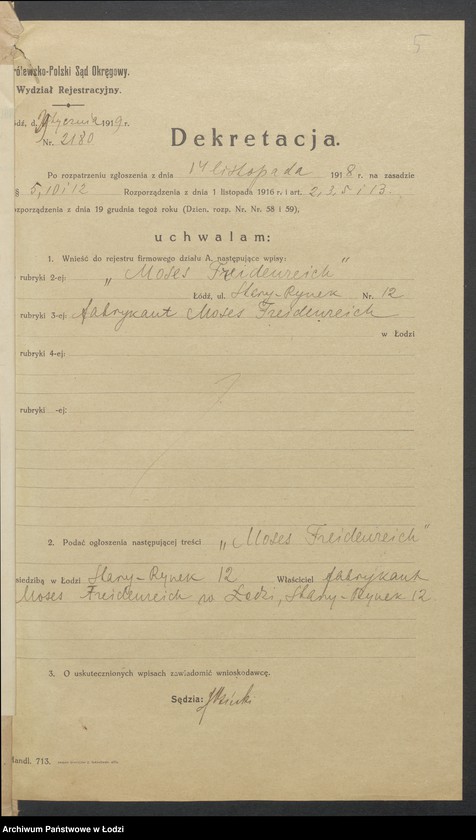 5
rólewsko-Polski Sąd Okręgowy.
Wydział Rejestracyjny.
ódź, d. stycznia 1919 r.
Nr. 2180
Dekretacja.
Po rozpatrzeniu zgłoszenia z dnia 14 listopada 1918 r. na zasadzie
§ 5, 10 i 12 Rozporządzenia z dnia 1 listopada 1916 r. i art. 2, 3, 5 i 13
ozporządzenia z dnia 19 grudnia tegoż roku (Dzien. rozp. Nr. Nr. 58 i 59),
uchwalam:
1. Wnieść do rejestru firmowego działu A. następujące wpisy:
rubryki 2-ej: „Moses Freidenreich"
Łódź, ul. Stary-Rynek Nr. 12
rubryki 3-ej: fabrykant Moses Freidenreich
w Łodzi
rubryki 4-ej:
rubryki -ej:
2. Podać ogłoszenia następującej treści „Moses Freidenreich"
siedzibą w Łodzi Stary-Rynek 12 Właściciel fabrykant
Moses Freidenreich w Łodzi, Stary-Rynek 12
3. O uskutecznionych wpisach zawiadomić wnioskodawcę.
Sędzia:
Handl. 713.
Archiwum Państwowe w Łodzi